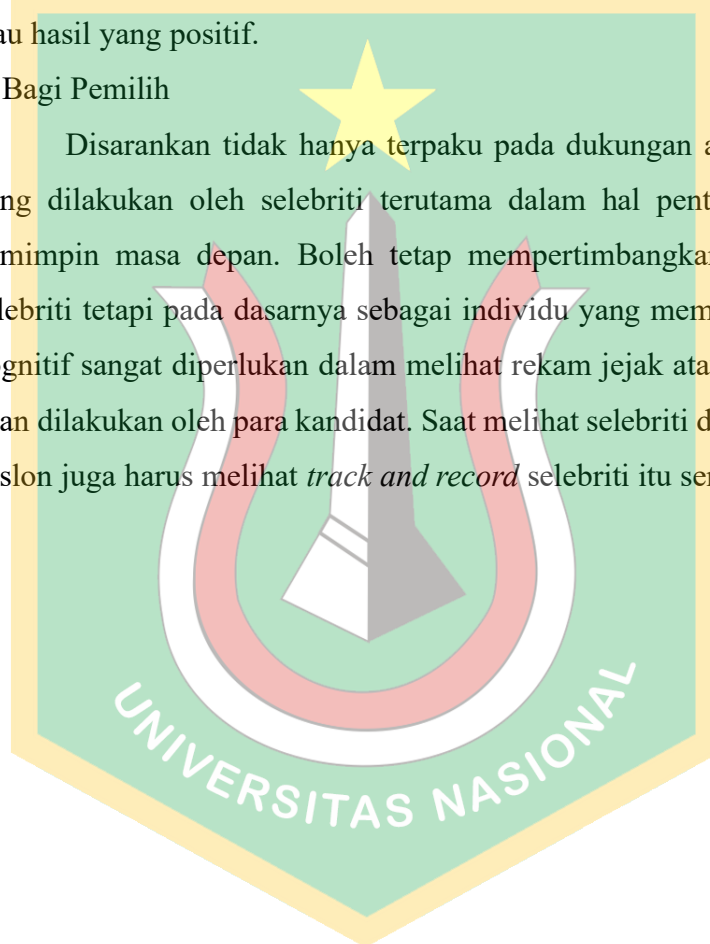 au hasil yang positif.
Bagi Pemilih
Disarankan tidak hanya terpaku pada dukungan a
ng dilakukan oleh selebriti terutama dalam hal pent
mimpin masa depan. Boleh tetap mempertimbangkan
lebriti tetapi pada dasarnya sebagai individu yang mem
gnitif sangat diperlukan dalam melihat rekam jejak ata
an dilakukan oleh para kandidat. Saat melihat selebriti d
slon juga harus melihat track and record selebriti itu sen
UNIVERSITAS NASIONAL